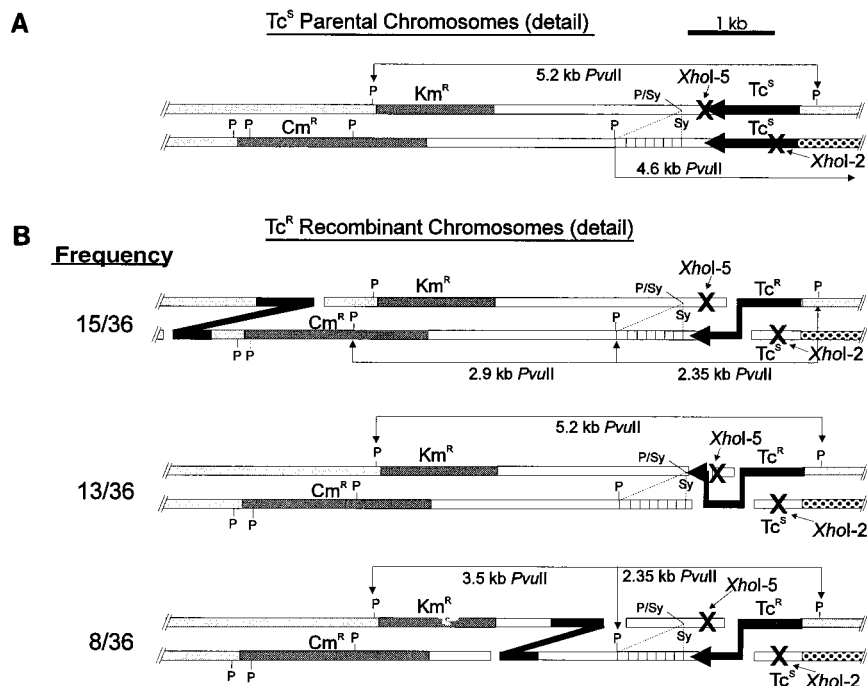 A
Tc^S Parental Chromosomes (detail)
1 kb
5.2 kb PvuII
XhoI-5
P
Km^R
P/Sy
Tc^S
P
P P
Cm^R
P
P
Sy
Tc^S
XhoI-2
4.6 kb PvuII
B
Tc^R Recombinant Chromosomes (detail)
Frequency
XhoI-5
P
Km^R
P/Sy
Tc^R
P
15/36
Cm^R
P
P
Sy
P P
Tc^S
XhoI-2
2.9 kb PvuII
2.35 kb PvuII
5.2 kb PvuII
XhoI-5
P
Km^R
P/Sy
Tc^R
P
13/36
Cm^R
P
P
Sy
P P
Tc^S
XhoI-2
3.5 kb PvuII
2.35 kb PvuII
XhoI-5
P
Km^R
P/Sy
Tc^R
P
8/36
Cm^R
P
P
Sy
P P
Tc^S
XhoI-2